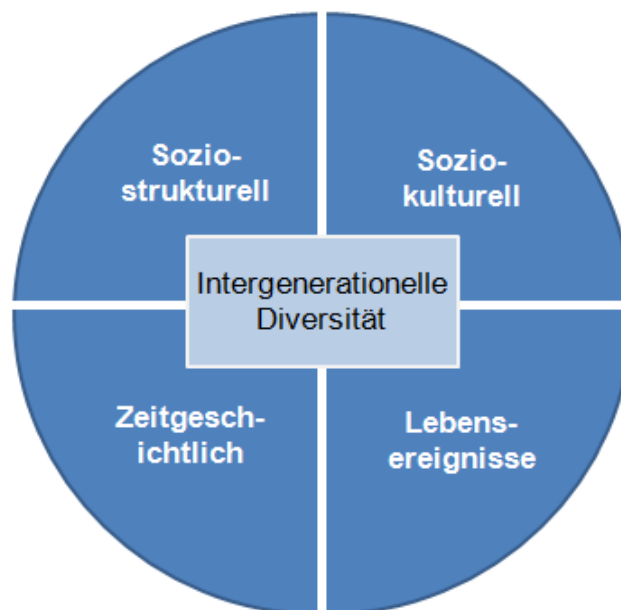 Sozio-
strukturell
Sozio-
kulturell
Intergenerationelle
Diversität
Zeitgesch-
ichtlich
Lebens-
ereignisse